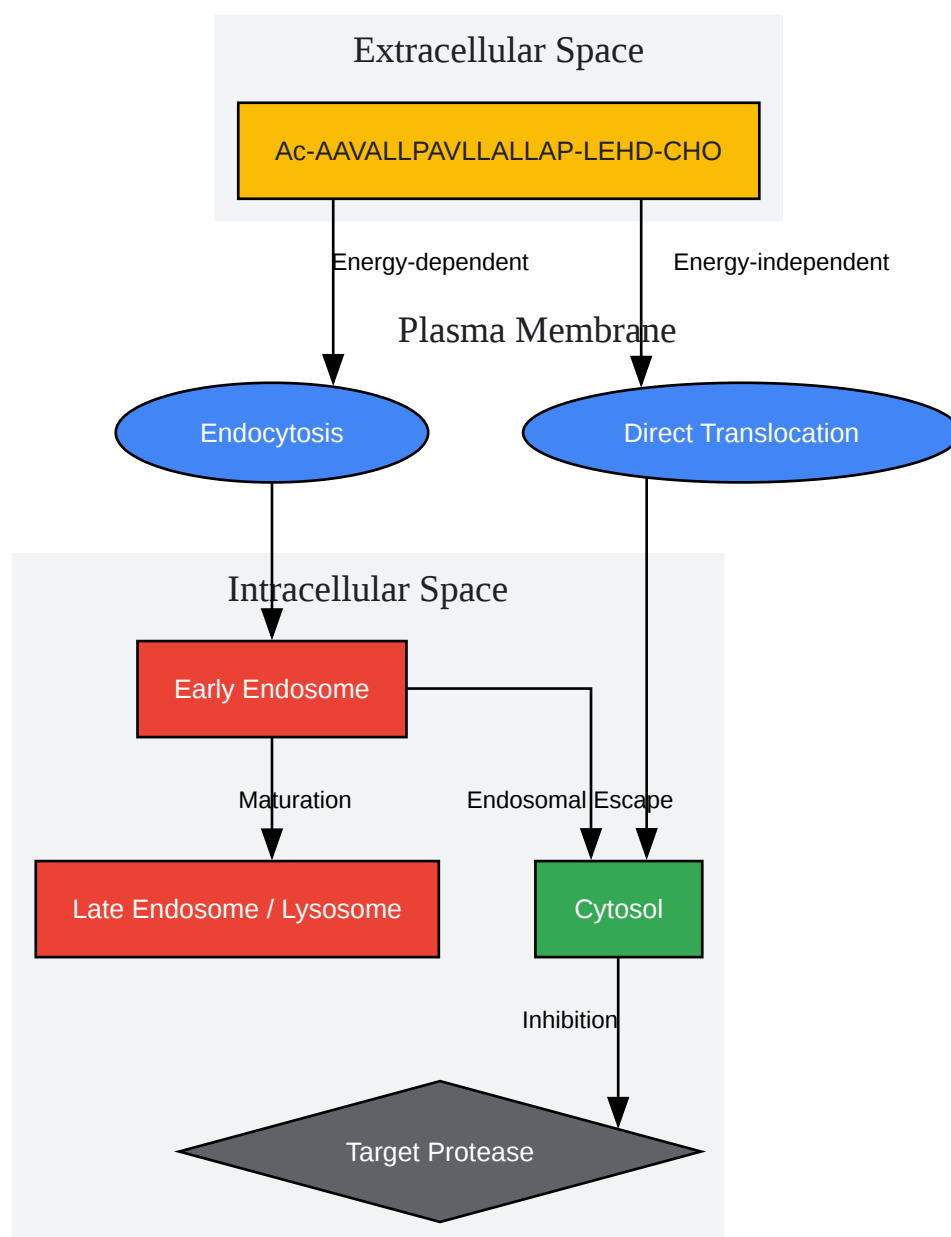 Extracellular Space
Ac-AAVALLPAVLLALLAP-LEHD-CHO
Energy-dependent
Energy-independent
Plasma Membrane
Endocytosis
Direct Translocation
Intracellular Space
Early Endosome
Maturation
Endosomal Escape
Late Endosome / Lysosome
Cytosol
Inhibition
Target Protease